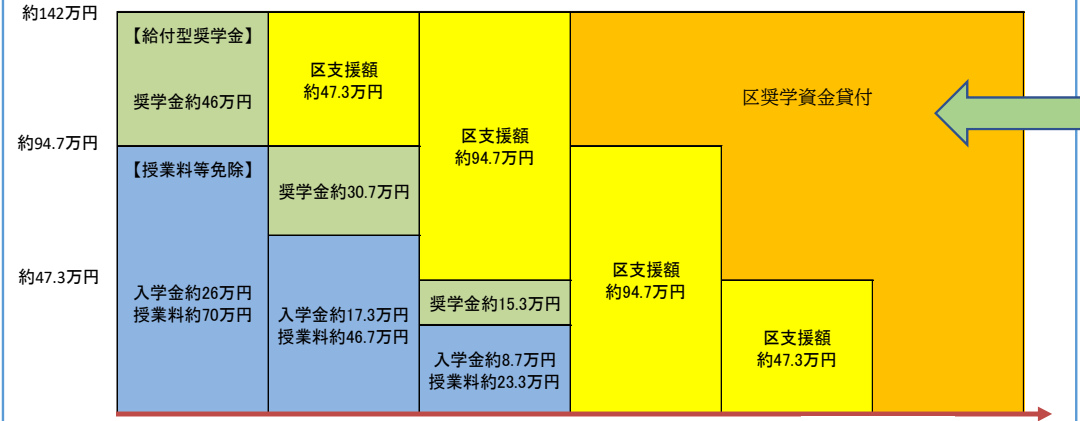 約142万円
約94.7万円
約47.3万円
【給付型奨学金】
奨学金約46万円
【授業料等免除】
入学金約26万円
授業料約70万円
区支援額
約47.3万円
奨学金約30.7万円
入学金約17.3万円
授業料約46.7万円
区支援額
約94.7万円
奨学金約15.3万円
入学金約8.7万円
授業料約23.3万円
区支援額
約94.7万円
区支援額
約47.3万円
区奨学資金貸付